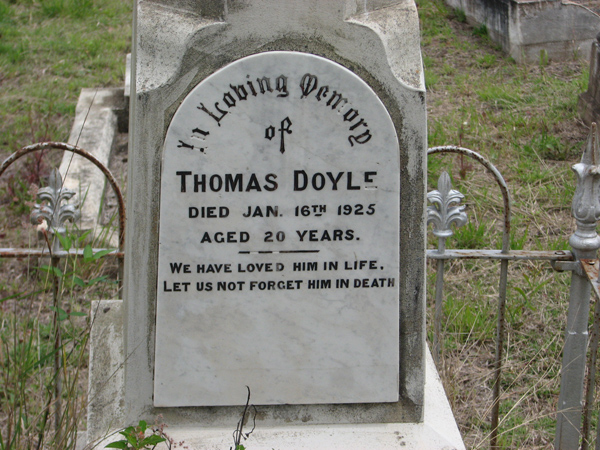 In Loving Memory
of
THOMAS DOYLE
DIED JAN. 16TH 1925
AGED 20 YEARS.
WE HAVE LOVED HIM IN LIFE.
LET US NOT FORGET HIM IN DEATH